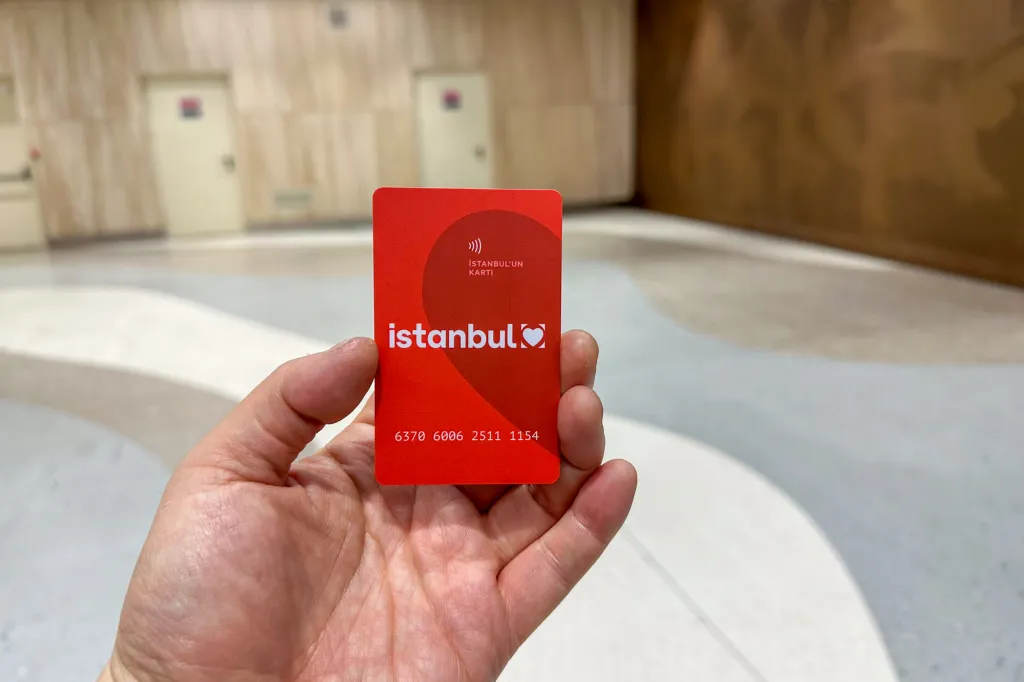 İSTANBUL'UN
KARTI
istanbul
6370 6006 2511 1154